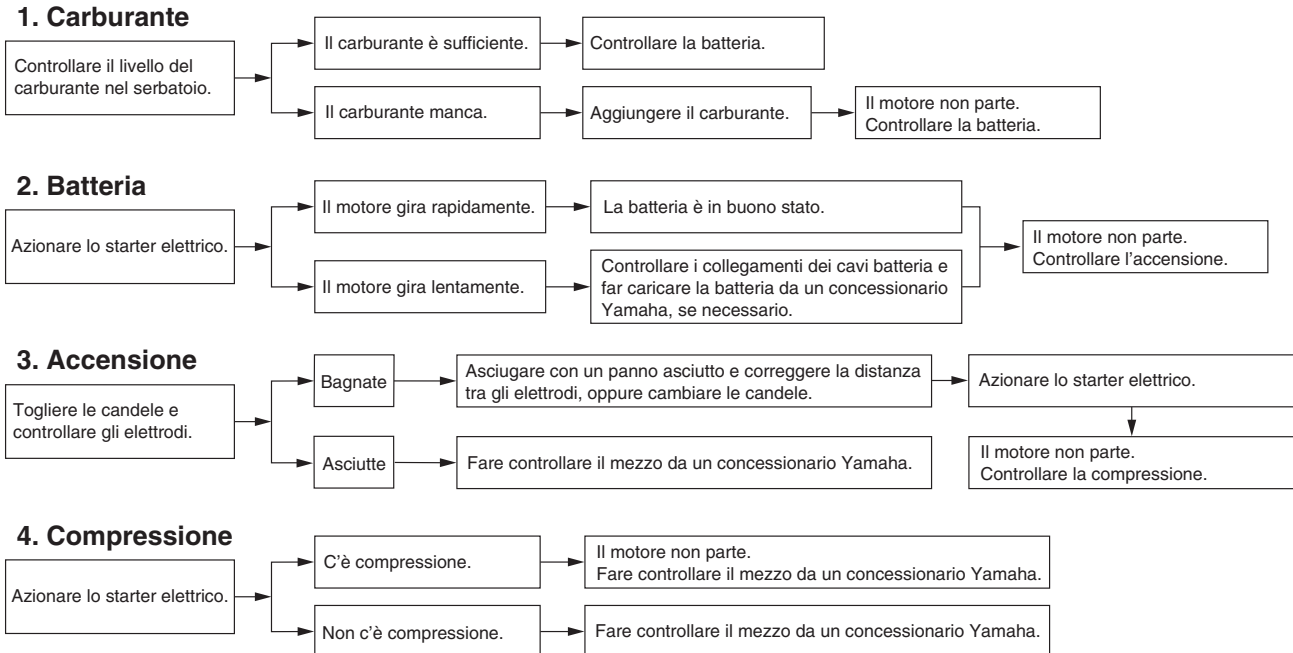 1. Carburante
Controllare il livello del
carburante nel serbatoio.
Il carburante è sufficiente.
Controllare la batteria.
Il carburante manca.
Aggiungere il carburante.
Il motore non parte.
Controllare la batteria.
2. Batteria
Azionare lo starter elettrico.
Il motore gira rapidamente.
La batteria è in buono stato.
Il motore gira lentamente.
Controllare i collegamenti dei cavi batteria e
far caricare la batteria da un concessionario
Yamaha, se necessario.
Il motore non parte.
Controllare l’accensione.
3. Accensione
Togliere le candele e
controllare gli elettrodi.
Bagnate
Asciugare con un panno asciutto e correggere la distanza
tra gli elettrodi, oppure cambiare le candele.
Azionare lo starter elettrico.
Asciutte
Fare controllare il mezzo da un concessionario Yamaha.
Il motore non parte.
Controllare la compressione.
4. Compressione
Azionare lo starter elettrico.
C’è compressione.
Il motore non parte.
Fare controllare il mezzo da un concessionario Yamaha.
Non c’è compressione.
Fare controllare il mezzo da un concessionario Yamaha.